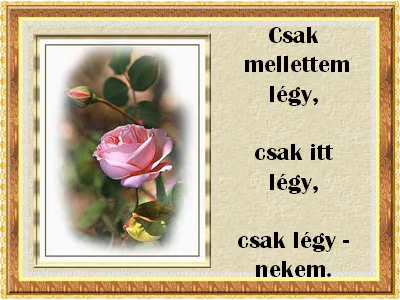 Csak
mellettem
légy,
csak itt
légy,
csak légy -
nekem.